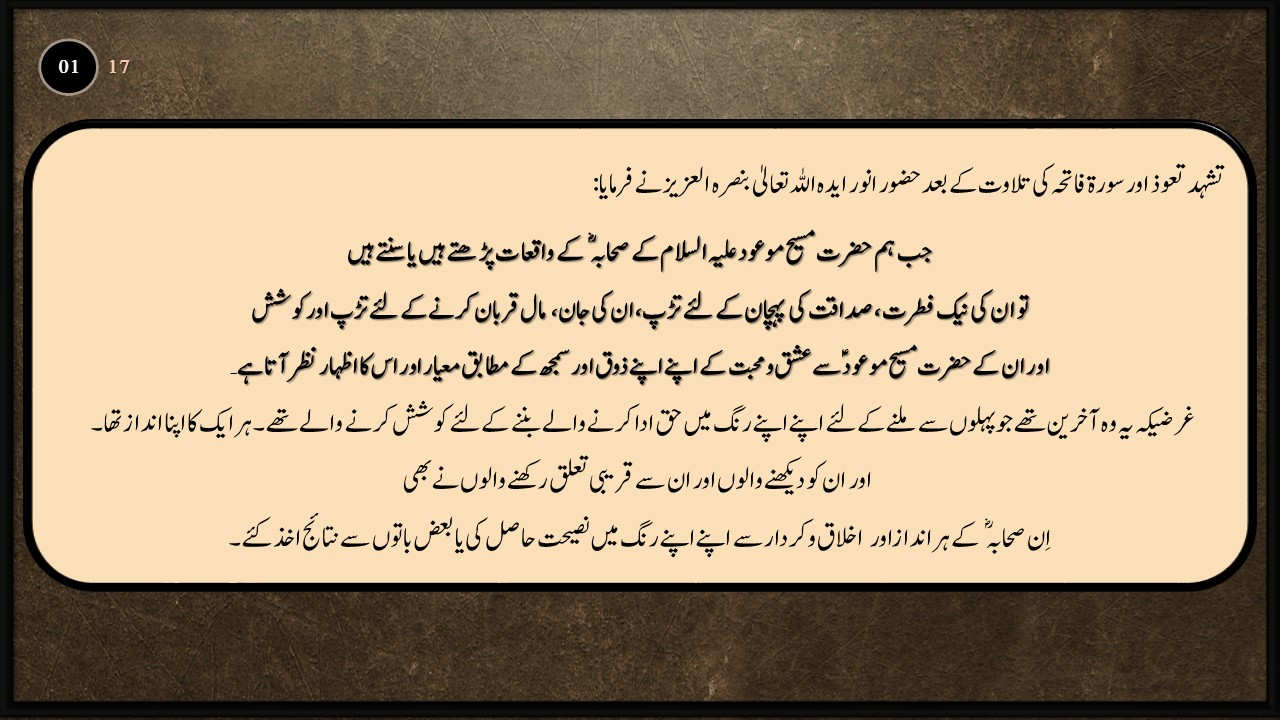 01 17
تشہد تعوذ اور سورۃ فاتحہ کی تلاوت کے بعد حضور انور ایدہ اللہ تعالیٰ بنصرہ العزیز نے فرمایا:
جب ہم حضرت مسیح موعود علیہ السلام کے صحابہؓ کے واقعات پڑھتے ہیں یا سنتے ہیں
تو ان کی نیک فطرت، صداقت کی پہچان کے لئے تڑپ، ان کی جان، مال قربان کرنے کے لئے تڑپ اور کوشش
اور ان کے حضرت مسیح موعودؑ سے عشق و محبت کے اپنے اپنے ذوق اور سمجھ کے مطابق معیار اور اس کا اظہار نظر آتا ہے۔
غرضیکہ یہ وہ آخرین تھے جو پہلوں سے ملنے کے لئے اپنے اپنے رنگ میں حق ادا کرنے والے بننے کے لئے کوشش کرنے والے تھے۔ ہر ایک کا اپنا انداز تھا۔
اور ان کو دیکھنے والوں اور ان سے قریبی تعلق رکھنے والوں نے بھی
اِن صحابہؓ کے ہر انداز اور اخلاق و کردار سے اپنے اپنے رنگ میں نصیحت حاصل کی یا بعض باتوں سے نتائج اخذ کئے۔